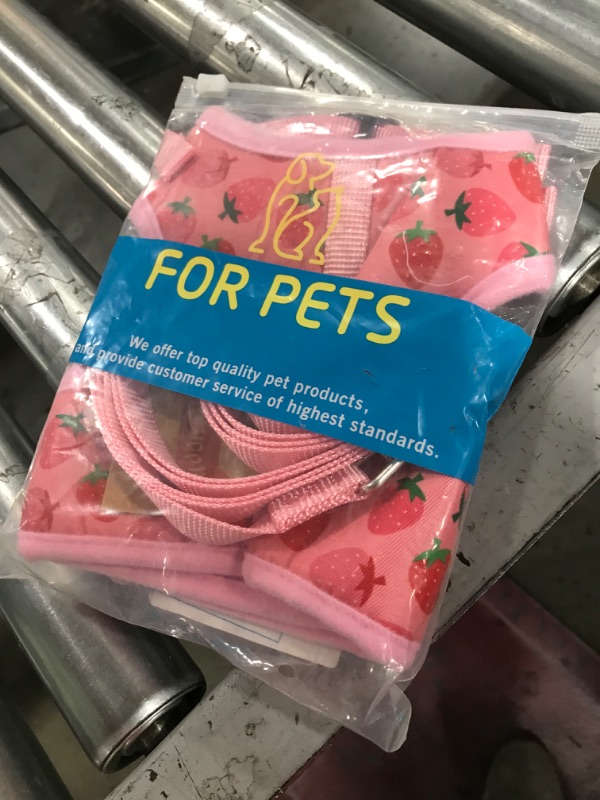 FOR PETS
We offer top quality pet products,
and provide customer service of highest standards.